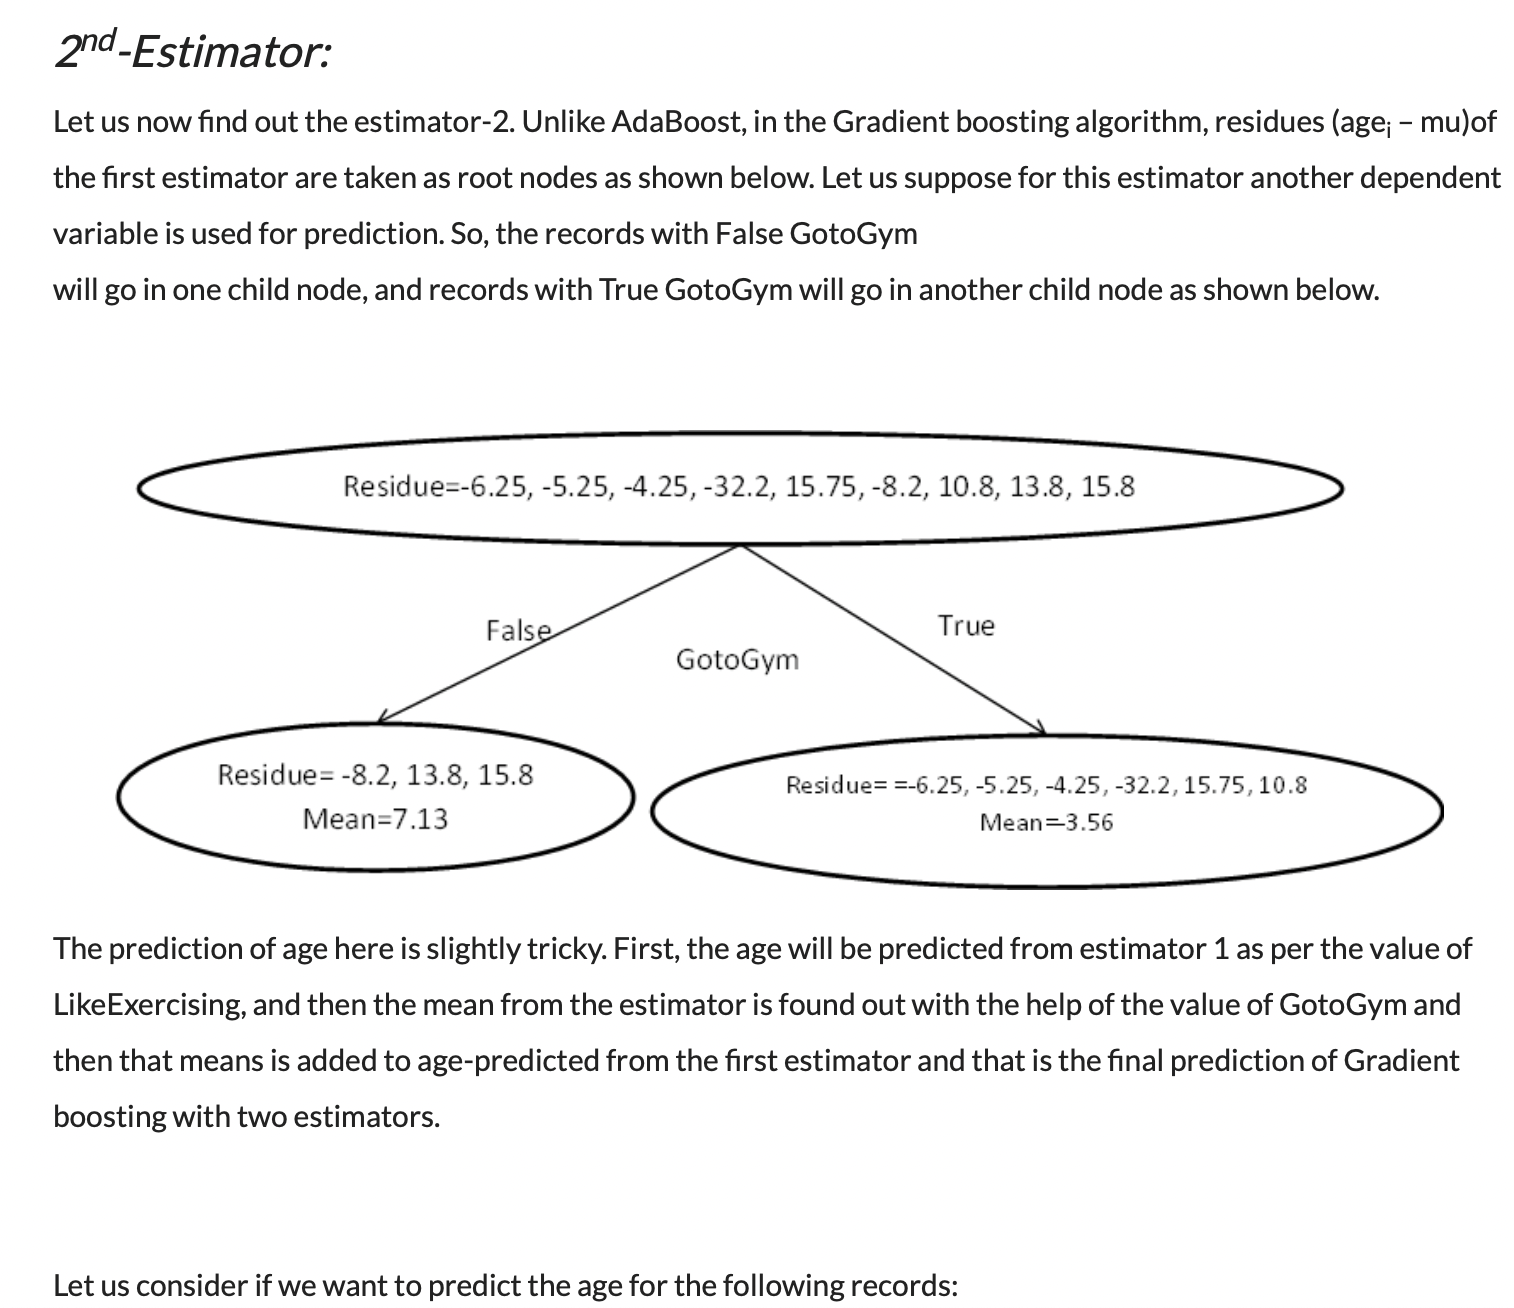 2nd-Estimator:
Let us now find out the estimator-2. Unlike AdaBoost, in the Gradient boosting algorithm, residues (agei – mu)of
the first estimator are taken as root nodes as shown below. Let us suppose for this estimator another dependent
variable is used for prediction. So, the records with False GotoGym
will go in one child node, and records with True GotoGym will go in another child node as shown below.
Residue=-6.25, -5.25, -4.25, -32.2, 15.75, -8.2, 10.8, 13.8, 15.8
False
True
GotoGym
Residue= -8.2, 13.8, 15.8
Mean=7.13
Residue= =-6.25, -5.25, -4.25, -32.2, 15.75, 10.8
Mean=-3.56
The prediction of age here is slightly tricky. First, the age will be predicted from estimator 1 as per the value of
LikeExercising, and then the mean from the estimator is found out with the help of the value of GotoGym and
then that means is added to age-predicted from the first estimator and that is the final prediction of Gradient
boosting with two estimators.
Let us consider if we want to predict the age for the following records: